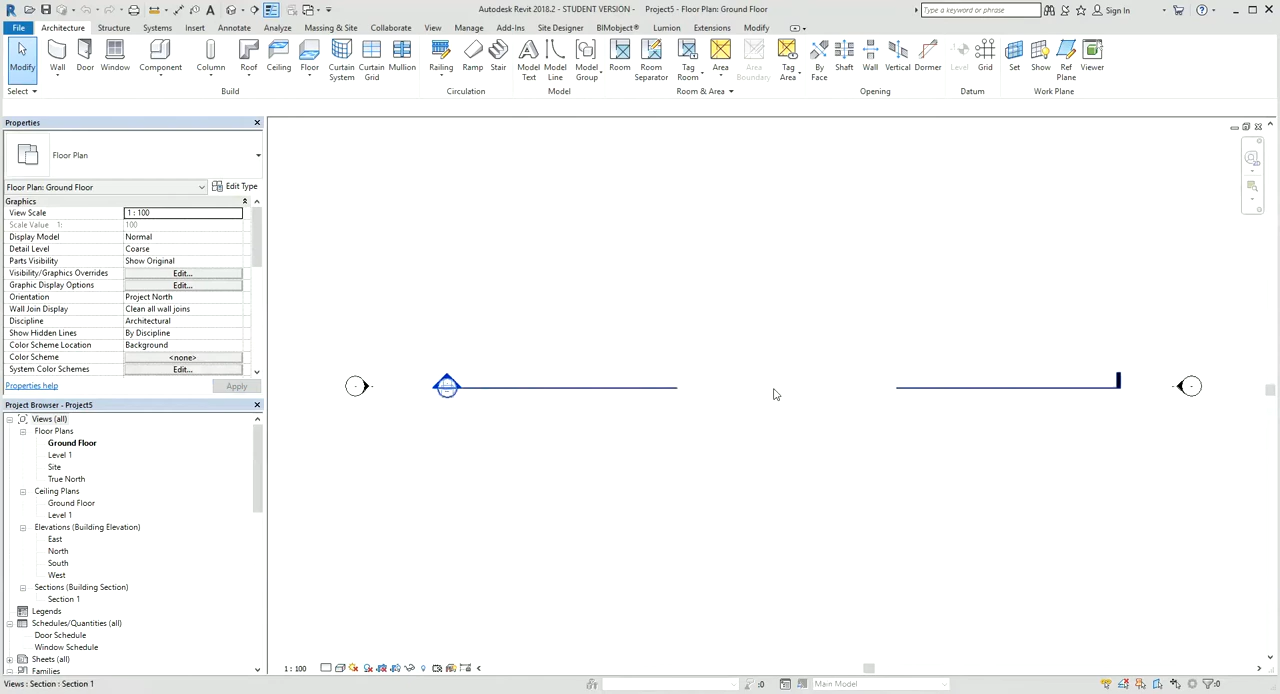 Autodesk Revit 2018.2 - STUDENT VERSION - Project5 - Floor Plan: Ground Floor
Type a keyword or phrase
Sign In
File Architecture Structure Systems Insert Annotate Analyze Massing & Site Collaborate View Manage Add-Ins Site Designer BIMobject® Lumion Extensions Modify
Modify Wall Door Window Component Column Roof Ceiling Floor Curtain System Curtain Grid Mullion Railing Ramp Stair Model Text Model Line Model Group Room Room Separator Tag Room Area Area Boundary Tag Area By Face Shaft Wall Vertical Dormer Level Grid Set Show Ref Plane Viewer
Select Build Circulation Model Room & Area Opening Datum Work Plane
Properties
Floor Plan
Floor Plan: Ground Floor Edit Type
Graphics
View Scale 1 : 100
Scale Value 1: 100
Display Model Normal
Detail Level Coarse
Parts Visibility Show Original
Visibility/Graphics Overrides Edit...
Graphic Display Options Edit...
Orientation Project North
Wall Join Display Clean all wall joins
Discipline Architectural
Show Hidden Lines By Discipline
Color Scheme Location Background
Color Scheme <none>
System Color Schemes Edit...
Properties help Apply
Project Browser - Project5
Views (all)
Floor Plans
Ground Floor
Level 1
Site
True North
Ceiling Plans
Ground Floor
Level 1
Elevations (Building Elevation)
East
North
South
West
Sections (Building Section)
Section 1
Legends
Schedules/Quantities (all)
Door Schedule
Window Schedule
Sheets (all)
Families
1 : 100
Views : Section : Section 1
:0
Main Model
:0